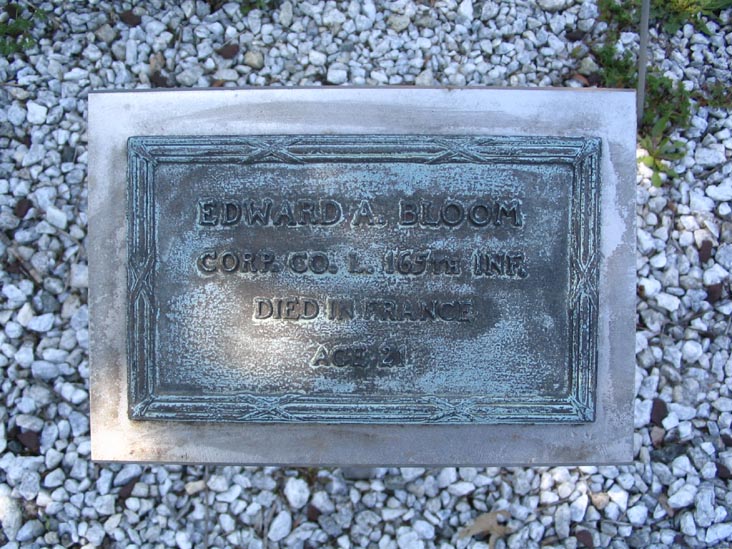 EDWARD A. BLOOM
CORP. CO. L. 165TH INF.
DIED IN FRANCE
AGE 21